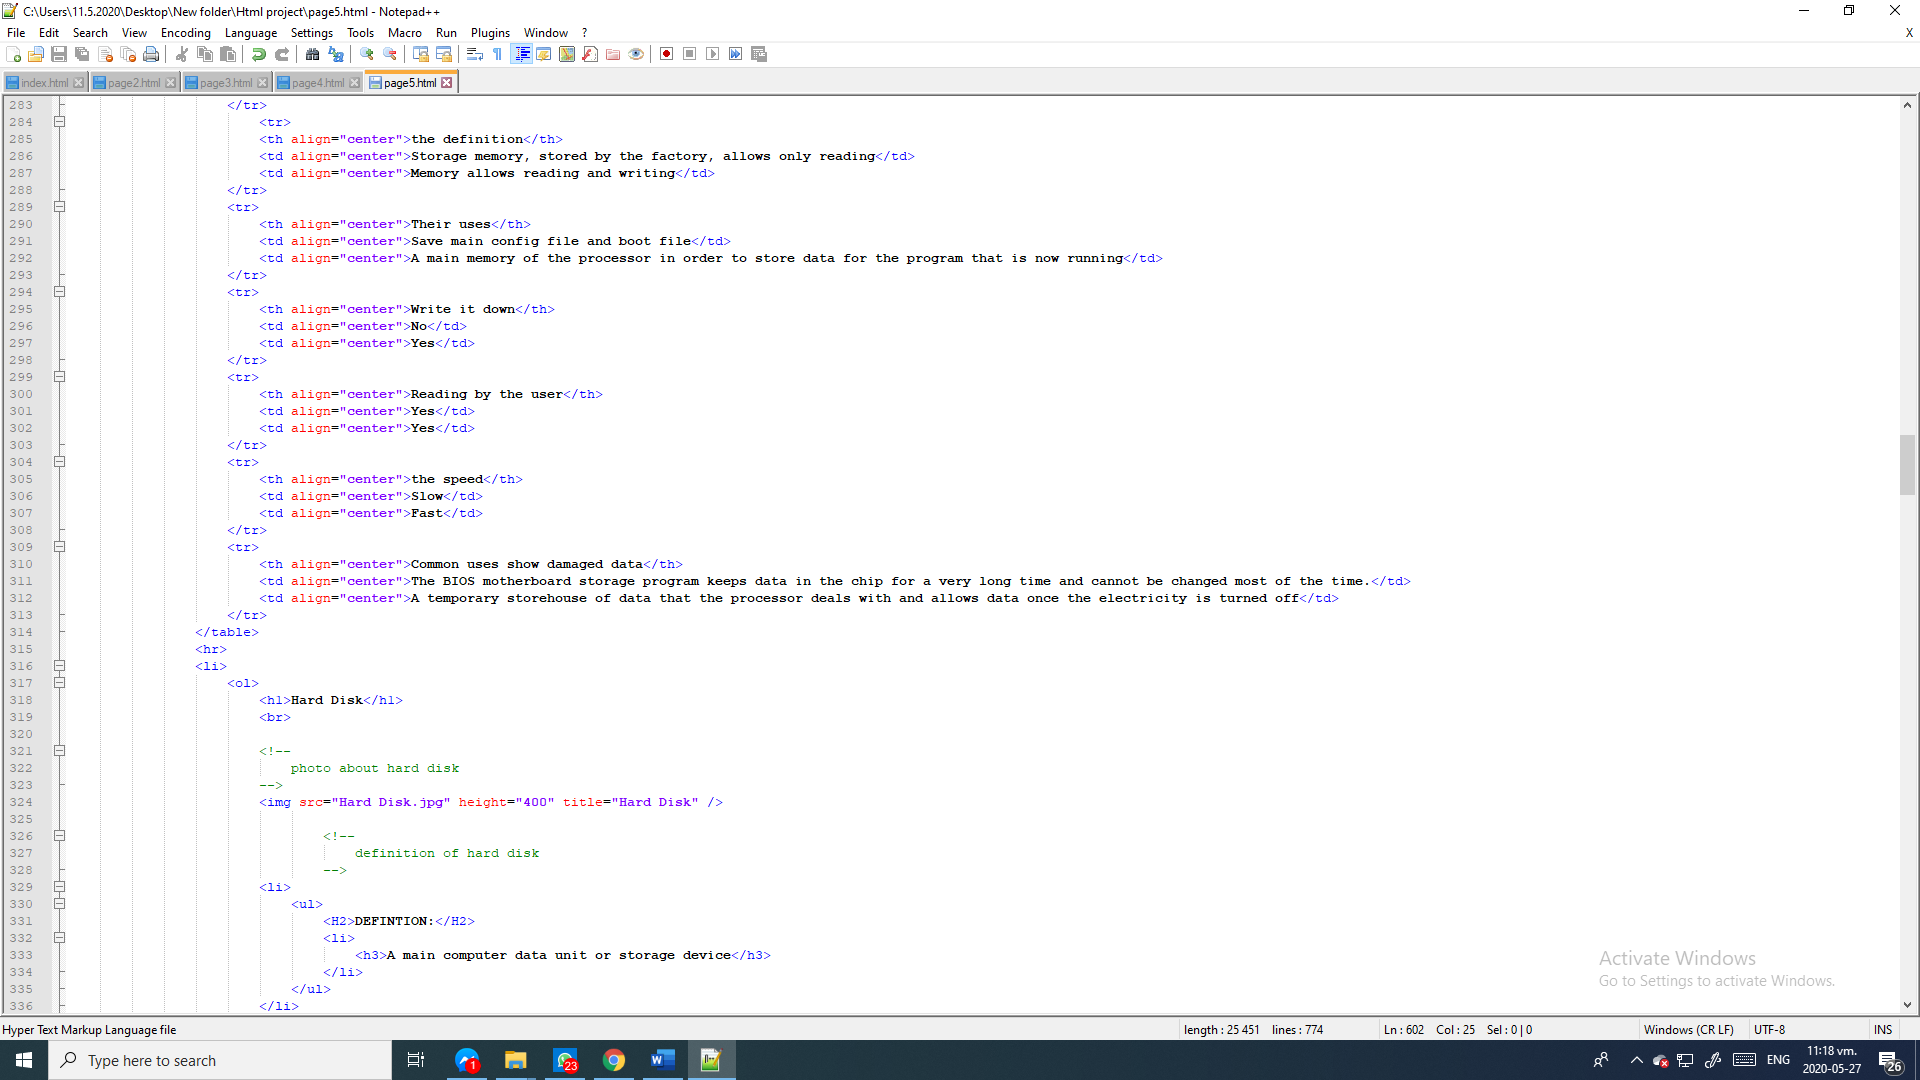 C:\Users\11.5.2020\Desktop\New folder\Html project\page5.html - Notepad++
File Edit Search View Encoding Language Settings Tools Macro Run Plugins Window ? X
index.html page2.html page3.html page4.html page5.html
283 </tr>
284 <tr>
285 <th align="center">the definition</th>
286 <td align="center">Storage memory, stored by the factory, allows only reading</td>
287 <td align="center">Memory allows reading and writing</td>
288 </tr>
289 <tr>
290 <th align="center">Their uses</th>
291 <td align="center">Save main config file and boot file</td>
292 <td align="center">A main memory of the processor in order to store data for the program that is now running</td>
293 </tr>
294 <tr>
295 <th align="center">Write it down</th>
296 <td align="center">No</td>
297 <td align="center">Yes</td>
298 </tr>
299 <tr>
300 <th align="center">Reading by the user</th>
301 <td align="center">Yes</td>
302 <td align="center">Yes</td>
303 </tr>
304 <tr>
305 <th align="center">the speed</th>
306 <td align="center">Slow</td>
307 <td align="center">Fast</td>
308 </tr>
309 <tr>
310 <th align="center">Common uses show damaged data</th>
311 <td align="center">The BIOS motherboard storage program keeps data in the chip for a very long time and cannot be changed most of the time.</td>
312 <td align="center">A temporary storehouse of data that the processor deals with and allows data once the electricity is turned off</td>
313 </tr>
314 </table>
315 <hr>
316 <li>
317 <ol>
318 <h1>Hard Disk</h1>
319 <br>
320
321 <!--
322 photo about hard disk
323 -->
324 <img src="Hard Disk.jpg" height="400" title="Hard Disk" />
325
326 <!--
327 definition of hard disk
328 -->
329 <li>
330 <ul>
331 <H2>DEFINTION:</H2>
332 <li>
333 <h3>A main computer data unit or storage device</h3>
334 </li>
335 </ul>
336 </li>
Activate Windows
Go to Settings to activate Windows.
Hyper Text Markup Language file length : 25 451 lines : 774 Ln : 602 Col : 25 Sel : 0 | 0 Windows (CR LF) UTF-8 INS
Type here to search 1 23 W ENG 11:18 vm. 26
2020-05-27